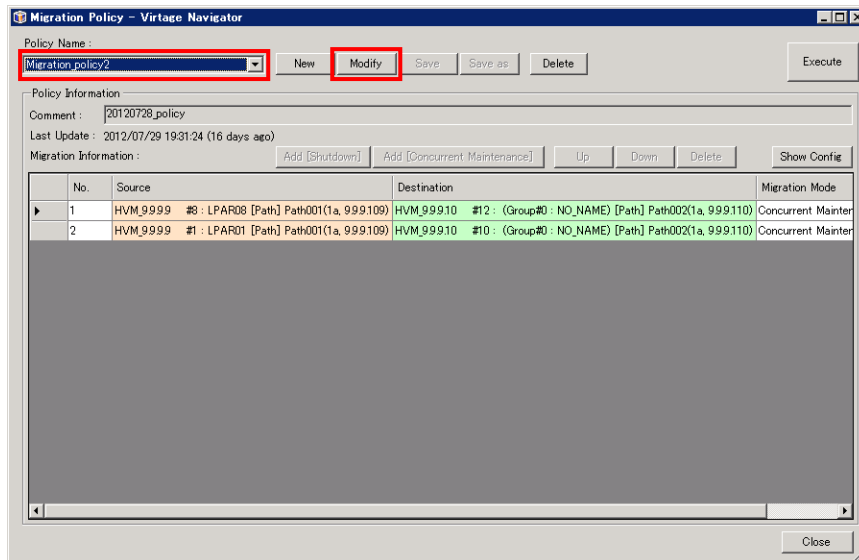 Migration Policy - Virtage Navigator
Policy Name :
Migration_policy2 New Modify Save Save as Delete Execute
Policy Information
Comment : 20120728_policy
Last Update : 2012/07/29 19:31:24 (16 days ago)
Migration Information : Add [Shutdown] Add [Concurrent Maintenance] Up Down Delete Show Config
No. Source Destination Migration Mode
1 HVM_9.9.9.9 #8 : LPAR08 [Path] Path001(1a, 9.9.9.109) HVM_9.9.9.10 #12 : (Group#0 : NO_NAME) [Path] Path002(1a, 9.9.9.110) Concurrent Mainter
2 HVM_9.9.9.9 #1 : LPAR01 [Path] Path001(1a, 9.9.9.109) HVM_9.9.9.10 #10 : (Group#0 : NO_NAME) [Path] Path002(1a, 9.9.9.110) Concurrent Mainter
Close